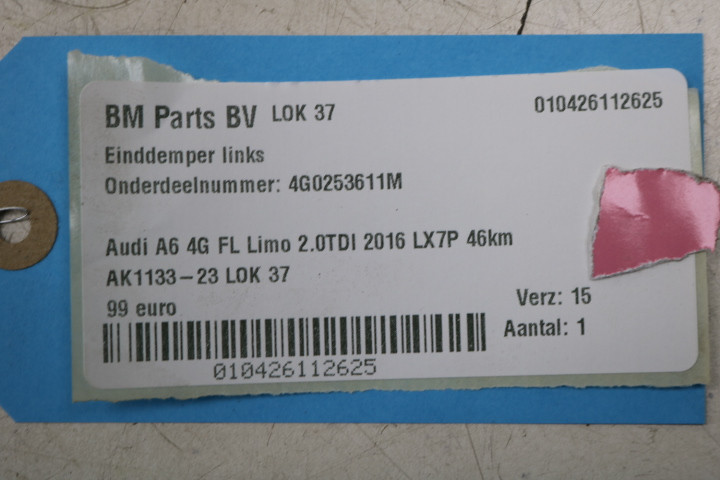 BM Parts BV LOK 37 010426112625
Einddemper links
Onderdeelnummer: 4G0253611M
Audi A6 4G FL Limo 2.0TDI 2016 LX7P 46km
AK1133-23 LOK 37
99 euro Verz: 15
Aantal: 1
010426112625